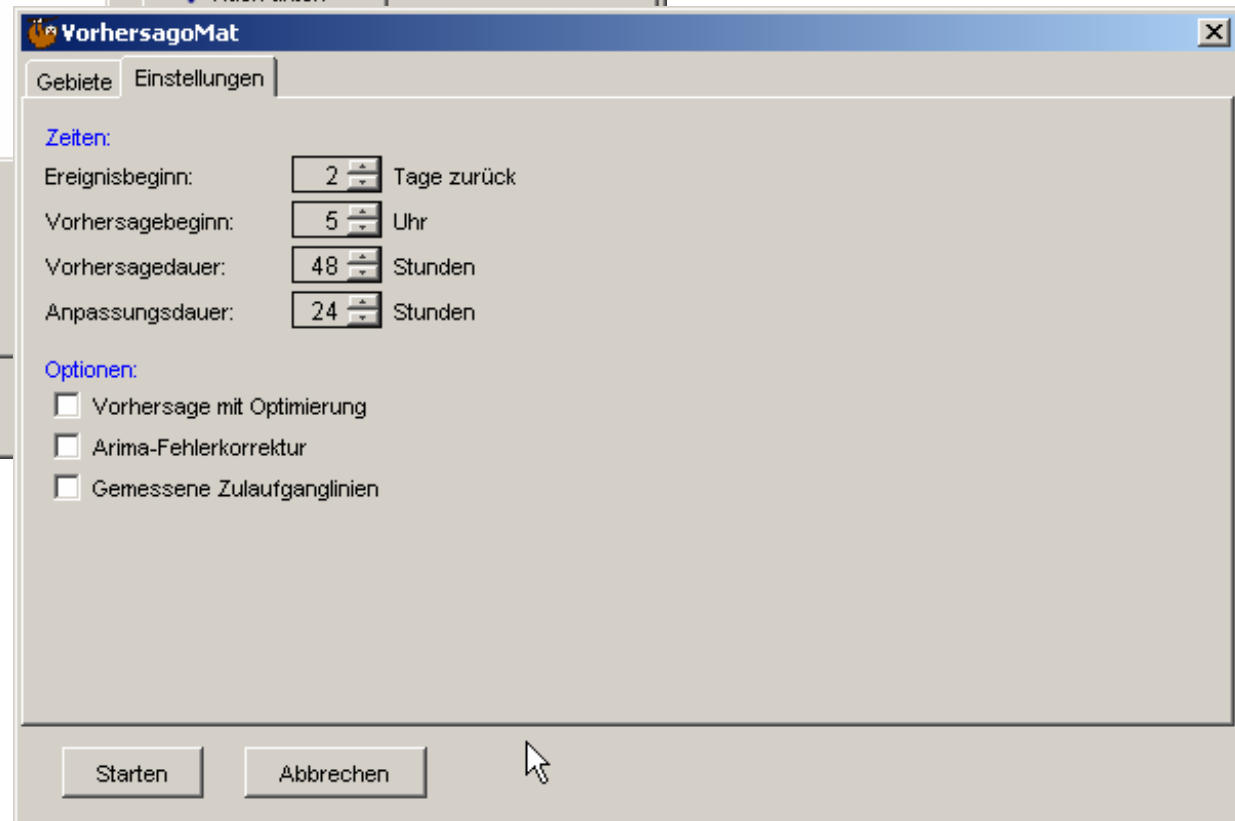 VorhersagoMat
Gebiete Einstellungen
Zeiten:
Ereignisbeginn: 2 Tage zurück
Vorhersagebeginn: 5 Uhr
Vorhersagedauer: 48 Stunden
Anpassungsdauer: 24 Stunden
Optionen:
Vorhersage mit Optimierung
Arima-Fehlerkorrektur
Gemessene Zulaufganglinien
Starten Abbrechen